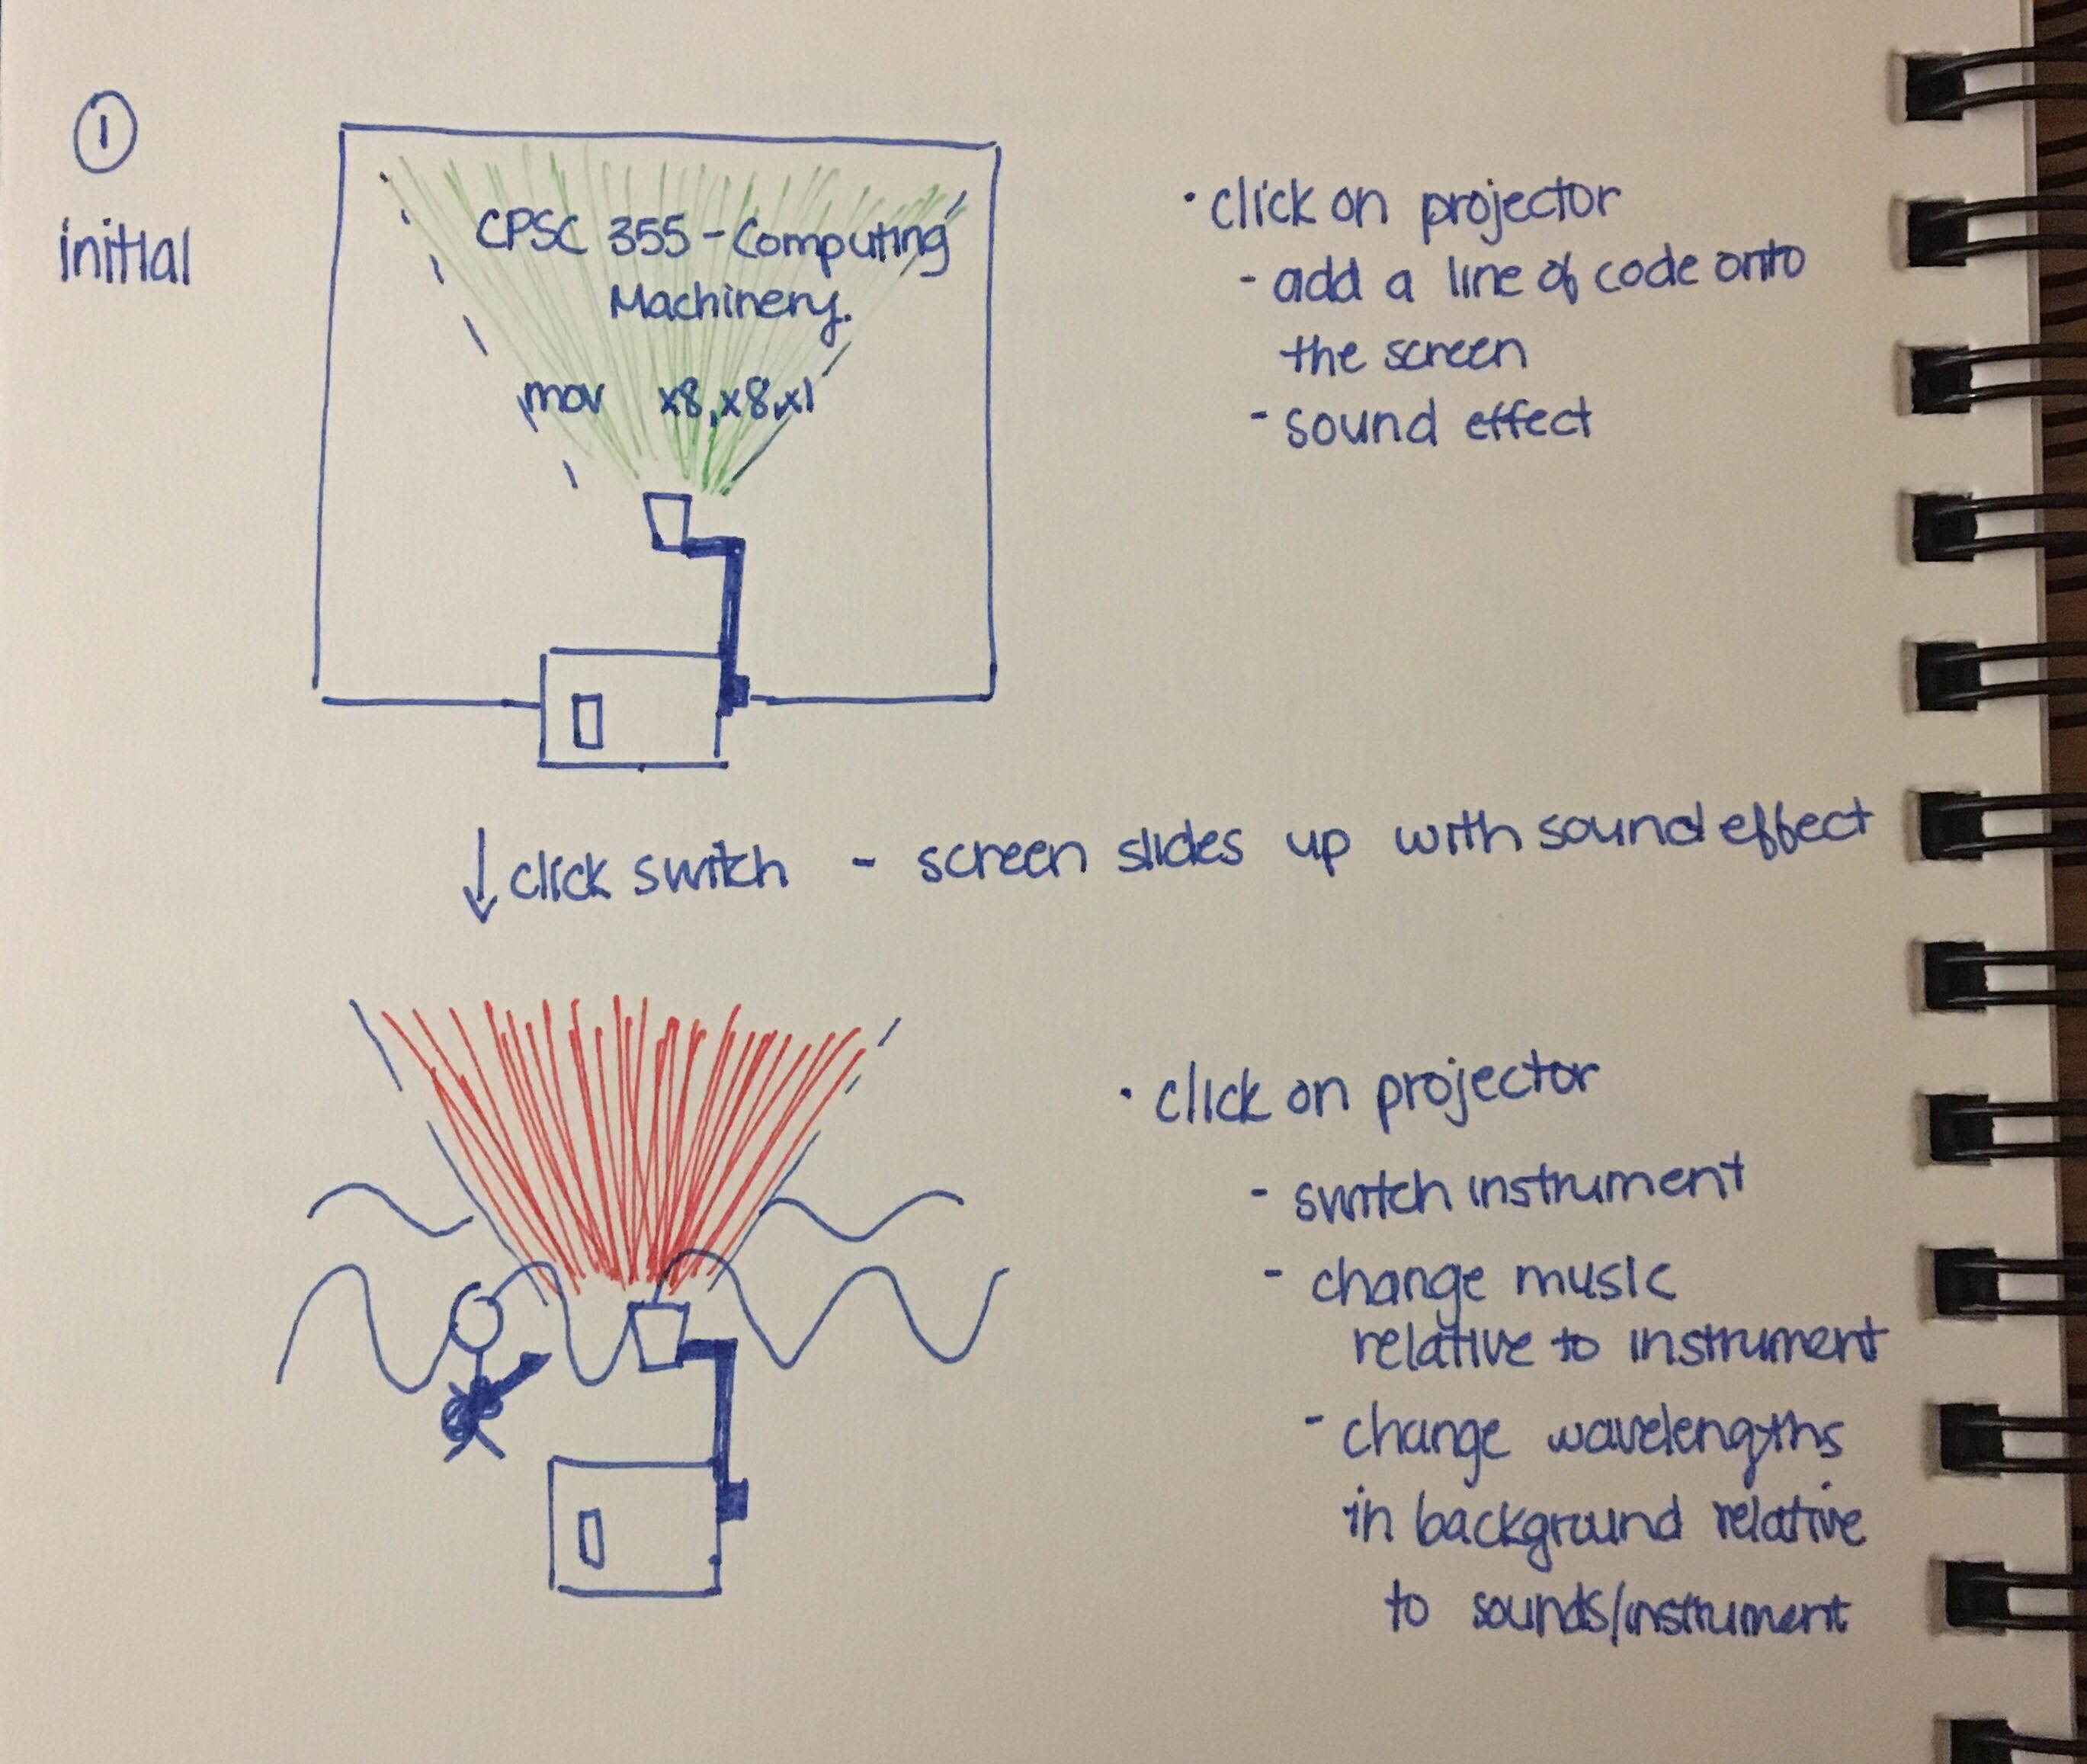 ①
initial
CPSC 355 - Computing
Machinery.
mov x8, x8, x1
• click on projector
- add a line of code onto
the screen
- sound effect
↓ click switch - screen slides up with sound effect
• click on projector
- switch instrument
- change music
relative to instrument
- change wavelengths
in background relative
to sounds/instrument